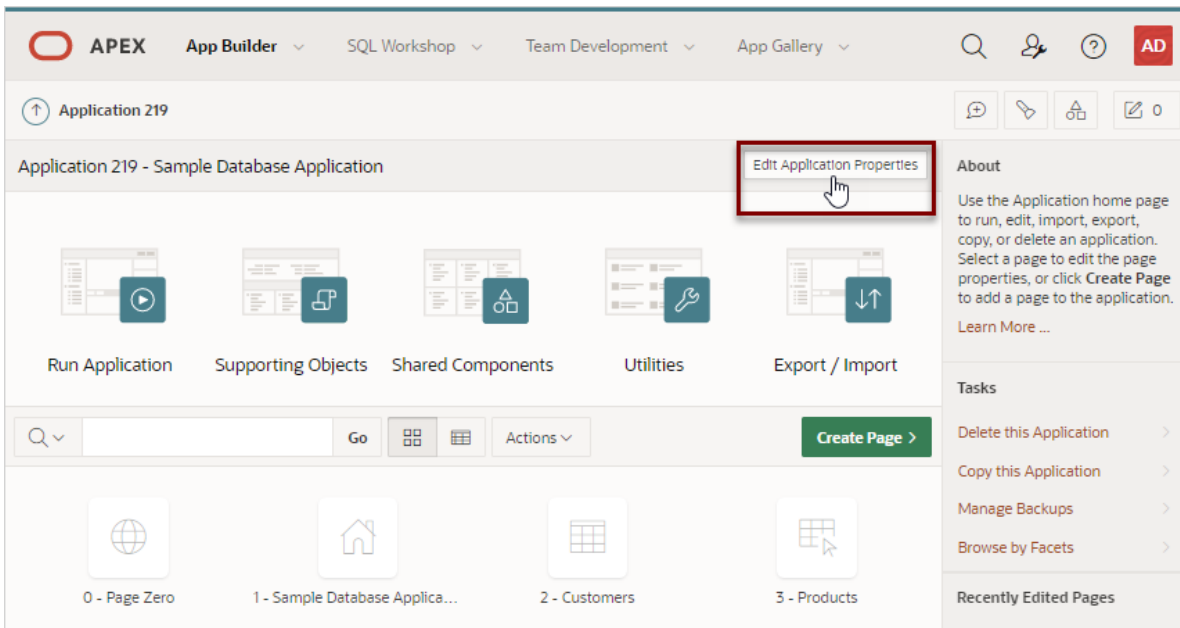 APEX App Builder SQL Workshop Team Development App Gallery AD
Application 219 0
Application 219 - Sample Database Application Edit Application Properties
About
Use the Application home page
to run, edit, import, export,
copy, or delete an application.
Select a page to edit the page
properties, or click Create Page
to add a page to the application.
Learn More ...
Run Application Supporting Objects Shared Components Utilities Export / Import
Tasks
Go Actions Create Page >
Delete this Application
Copy this Application
Manage Backups
Browse by Facets
0 - Page Zero 1 - Sample Database Applica... 2 - Customers 3 - Products
Recently Edited Pages